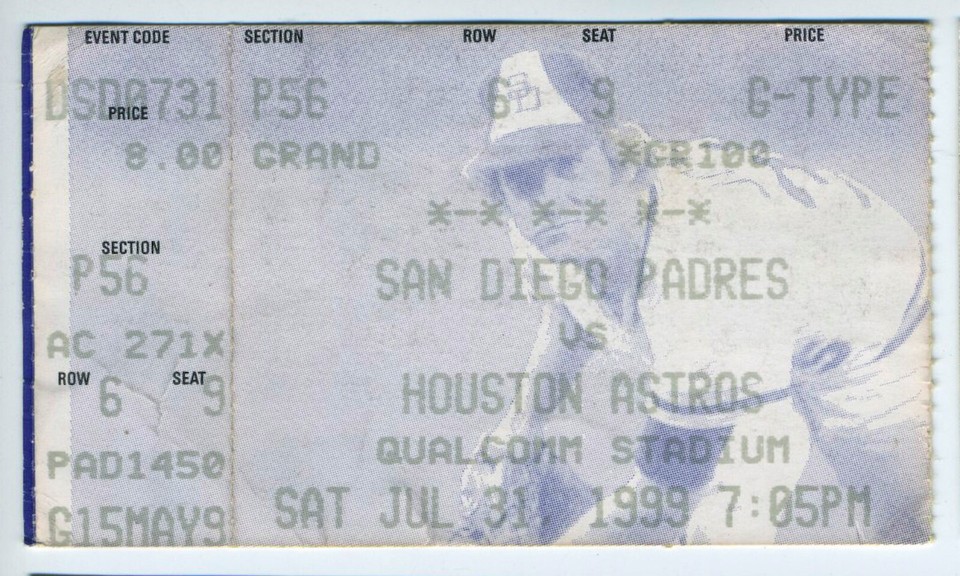 EVENT CODE SECTION ROW SEAT PRICE
DSD0731 P56 6 9 G-TYPE
PRICE
8.00 GRAND *GR100
*-* *-* *-*
SECTION
P56 SAN DIEGO PADRES
AC 271X VS
ROW SEAT
6 9 HOUSTON ASTROS
PAD1450 QUALCOMM STADIUM
G15MAY9 SAT JUL 31, 1999 7:05PM